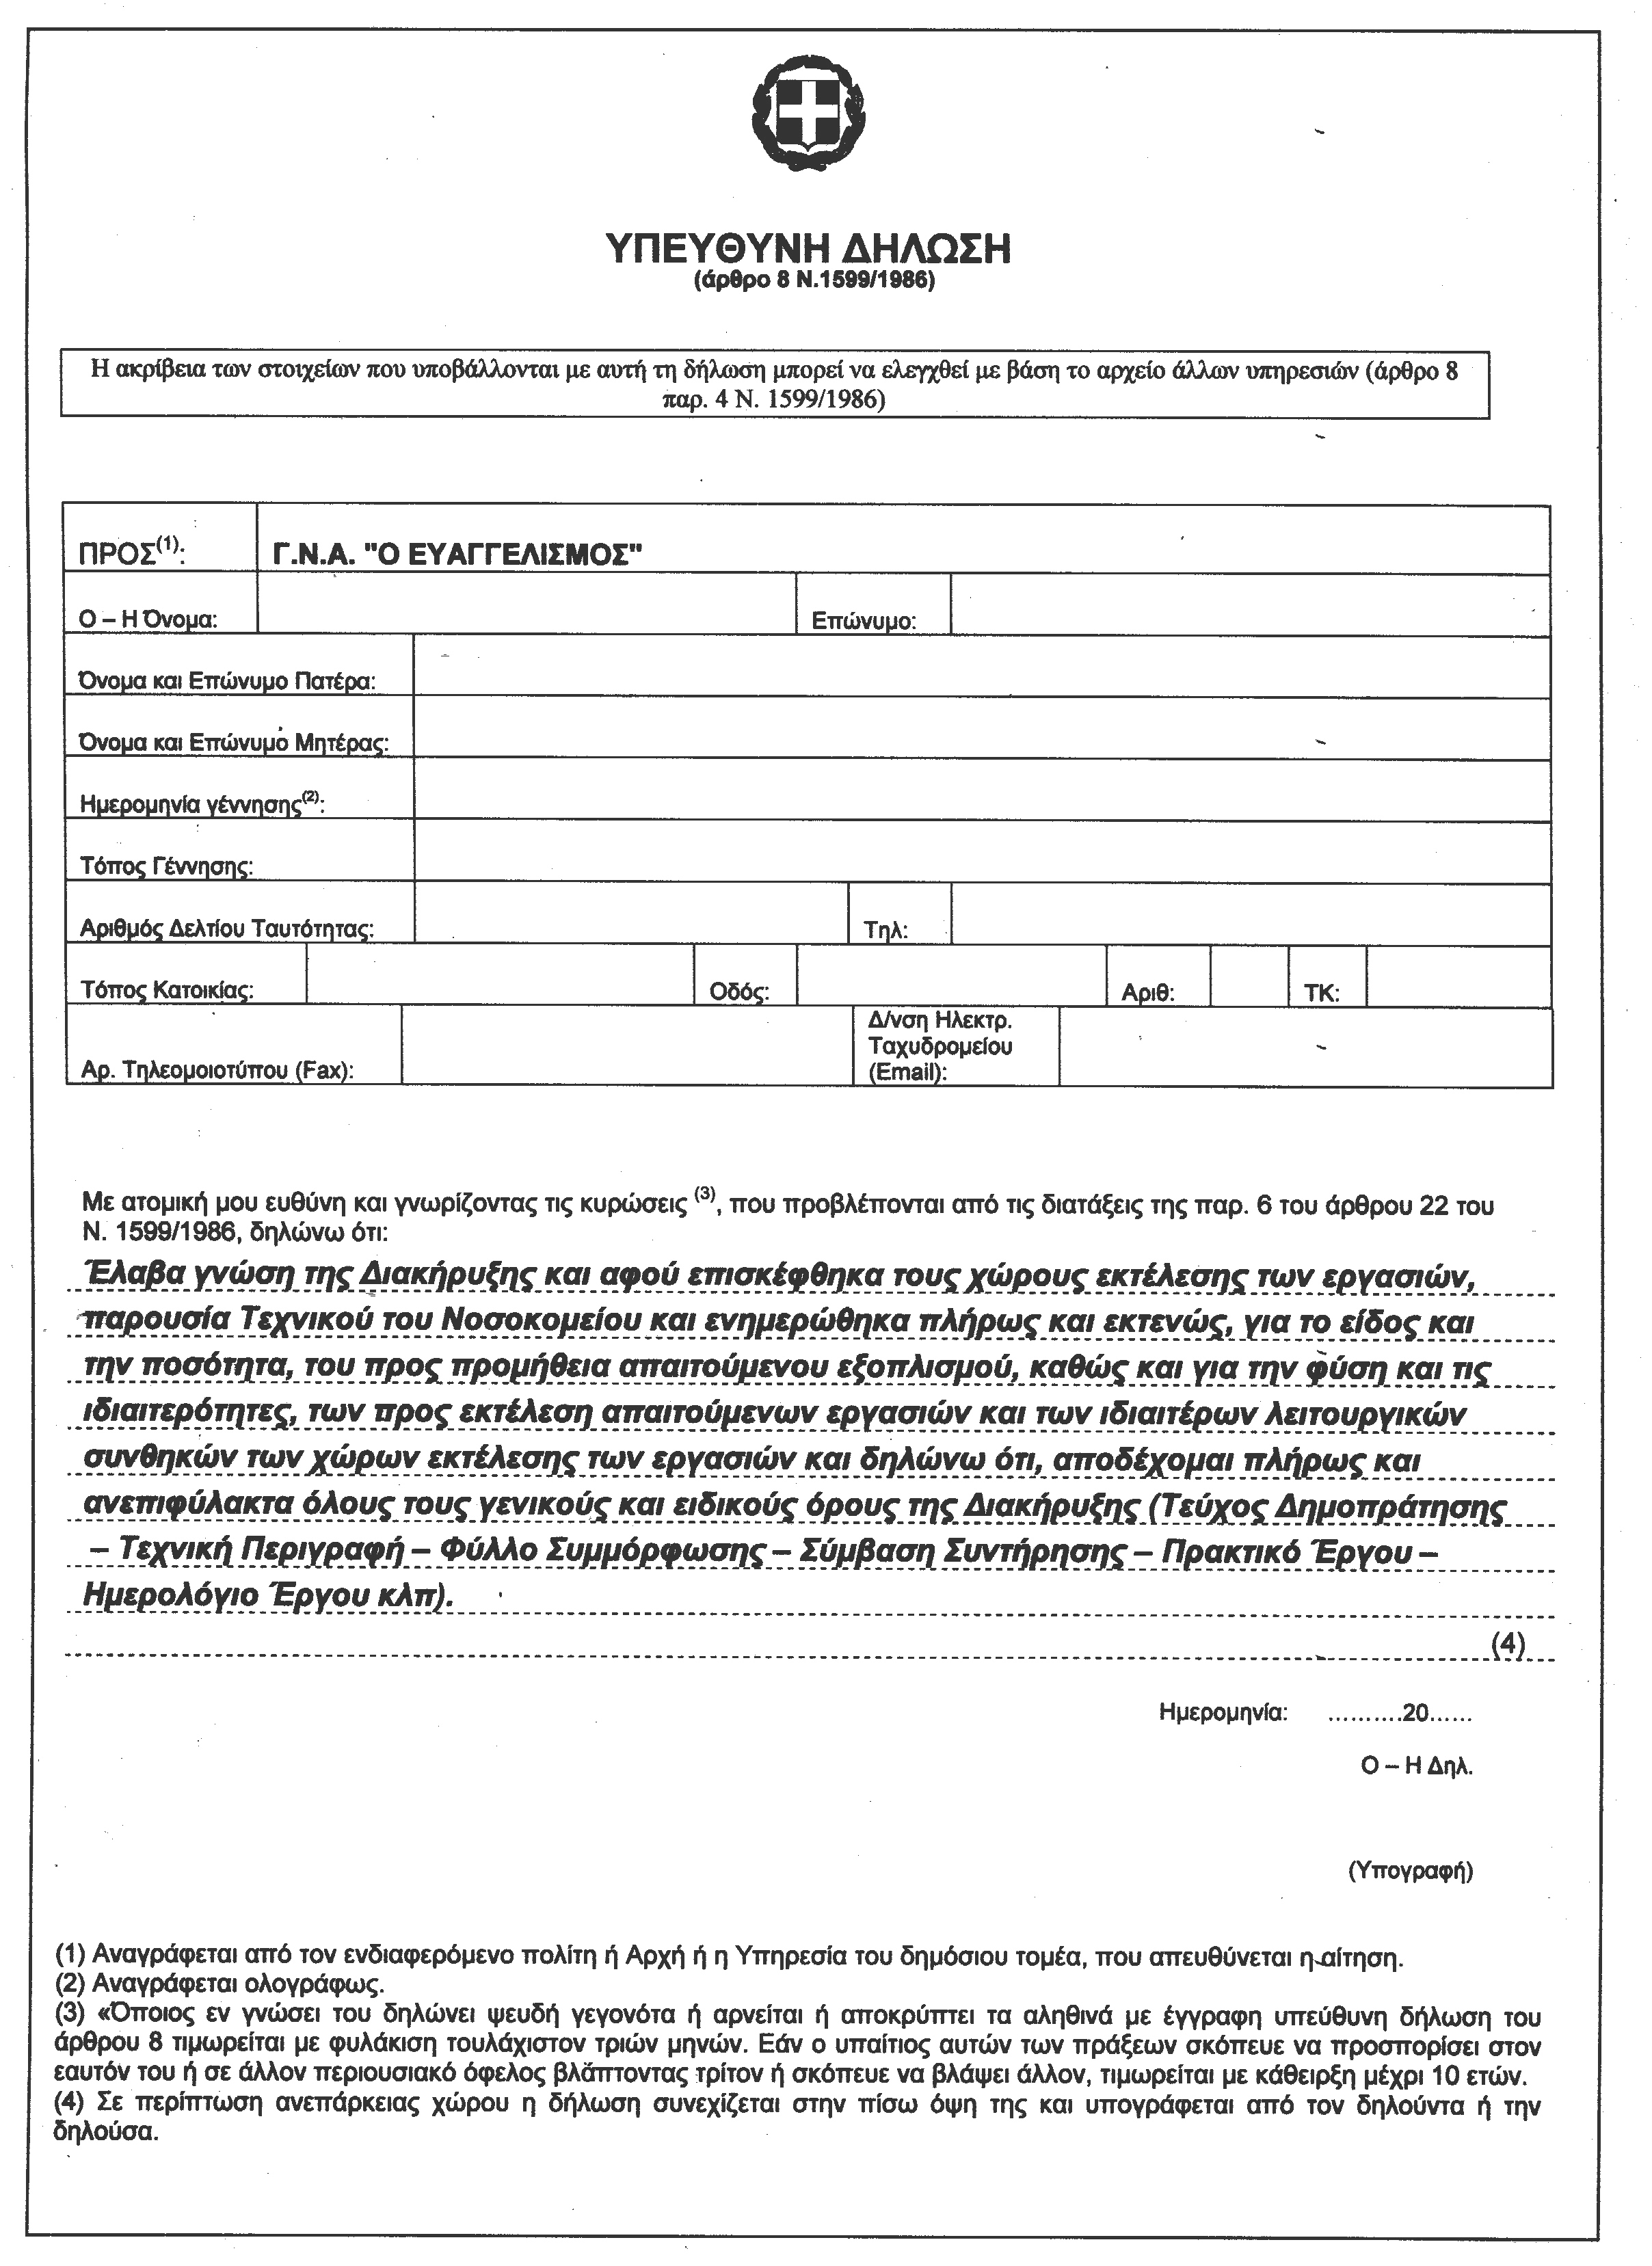 ΥΠΕΥΘΥΝΗ ΔΗΛΩΣΗ
(άρθρο 8 Ν.1599/1986)
Η ακρίβεια των στοιχείων που υποβάλλονται με αυτή τη δήλωση μπορεί να ελεγχθεί με βάση το αρχείο άλλων υπηρεσιών (άρθρο 8
παρ. 4 Ν. 1599/1986)
ΠΡΟΣ(1): Γ.Ν.Α. "Ο ΕΥΑΓΓΕΛΙΣΜΟΣ"
Ο – Η Όνομα: Επώνυμο:
Όνομα και Επώνυμο Πατέρα:
Όνομα και Επώνυμο Μητέρας:
Ημερομηνία γέννησης(2):
Τόπος Γέννησης:
Αριθμός Δελτίου Ταυτότητας: Τηλ:
Τόπος Κατοικίας: Οδός: Αριθ: ΤΚ:
Αρ. Τηλεομοιοτύπου (Fax): Δ/νση Ηλεκτρ.
Ταχυδρομείου
(Email):
Με ατομική μου ευθύνη και γνωρίζοντας τις κυρώσεις (3), που προβλέπονται από τις διατάξεις της παρ. 6 του άρθρου 22 του
Ν. 1599/1986, δηλώνω ότι:
Έλαβα γνώση της Διακήρυξης και αφού επισκέφθηκα τους χώρους εκτέλεσης των εργασιών,
παρουσία Τεχνικού του Νοσοκομείου και ενημερώθηκα πλήρως και εκτενώς, για το είδος και
την ποσότητα, του προς προμήθεια απαιτούμενου εξοπλισμού, καθώς και για την φύση και τις
ιδιαιτερότητες, των προς εκτέλεση απαιτούμενων εργασιών και των ιδιαιτέρων λειτουργικών
συνθηκών των χώρων εκτέλεσης των εργασιών και δηλώνω ότι, αποδέχομαι πλήρως και
ανεπιφύλακτα όλους τους γενικούς και ειδικούς όρους της Διακήρυξης (Τεύχος Δημοπράτησης
– Τεχνική Περιγραφή – Φύλλο Συμμόρφωσης – Σύμβαση Συντήρησης – Πρακτικό Έργου –
Ημερολόγιο Έργου κλπ).
(4)
Ημερομηνία: ..........20......
Ο – Η Δηλ.
(Υπογραφή)
(1) Αναγράφεται από τον ενδιαφερόμενο πολίτη ή Αρχή ή η Υπηρεσία του δημόσιου τομέα, που απευθύνεται η αίτηση.
(2) Αναγράφεται ολογράφως.
(3) «Όποιος εν γνώσει του δηλώνει ψευδή γεγονότα ή αρνείται ή αποκρύπτει τα αληθινά με έγγραφη υπεύθυνη δήλωση του
άρθρου 8 τιμωρείται με φυλάκιση τουλάχιστον τριών μηνών. Εάν ο υπαίτιος αυτών των πράξεων σκόπευε να προσπορίσει στον
εαυτόν του ή σε άλλον περιουσιακό όφελος βλάπτοντας τρίτον ή σκόπευε να βλάψει άλλον, τιμωρείται με κάθειρξη μέχρι 10 ετών.
(4) Σε περίπτωση ανεπάρκειας χώρου η δήλωση συνεχίζεται στην πίσω όψη της και υπογράφεται από τον δηλούντα ή την
δηλούσα.